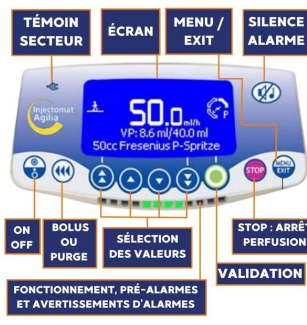 TÉMOIN
SECTEUR
ÉCRAN
MENU /
EXIT
SILENCE
ALARME
Injectomat
Agilia
50.0 ml/h
P
VP: 8.6 ml/40.0 ml
50cc Fresenius P-Spritze
STOP
MENU
EXIT
ON
OFF
BOLUS
OU
PURGE
SÉLECTION
DES VALEURS
STOP : ARRÊT
PERFUSION
VALIDATION
FONCTIONNEMENT, PRÉ-ALARMES
ET AVERTISSEMENTS D'ALARMES